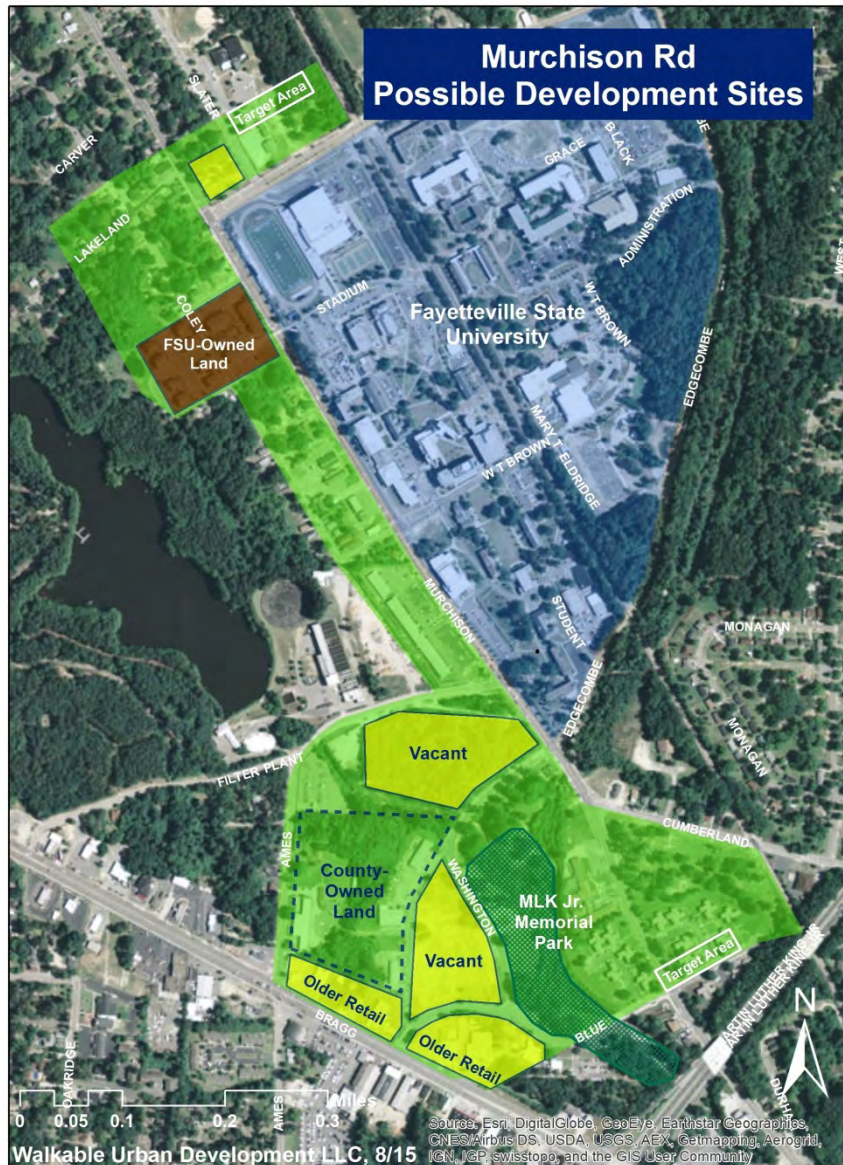 Murchison Rd
Possible Development Sites
SLATER
Target Area
CARVER
BLACK
GRACE
LAKELAND
ADMINISTRATION
WEST
STADIUM
COLEY
FSU-Owned
Land
Fayetteville State
University
W T BROWN
EDGECOMBE
MARY T ELDRIDGE
W T BROWN
MURCHISON
STUDENT
MONAGAN
EDGECOMBE
MONAGAN
Vacant
FILTER PLANT
CUMBERLAND
AMES
County-
Owned
Land
WASHINGTON
MLK Jr.
Memorial
Park
Vacant
Target Area
Older Retail
BRAGG
Older Retail
BLUE
N
OAKRIDGE
AMES
0 0.05 0.1 0.2 0.3 Miles
Source: Esri, DigitalGlobe, GeoEye, Earthstar Geographics,
CNES/Airbus DS, USDA, USGS, AEX, Getmapping, Aerogrid,
IGN, IGP, swisstopo, and the GIS User Community
Walkable Urban Development LLC, 8/15